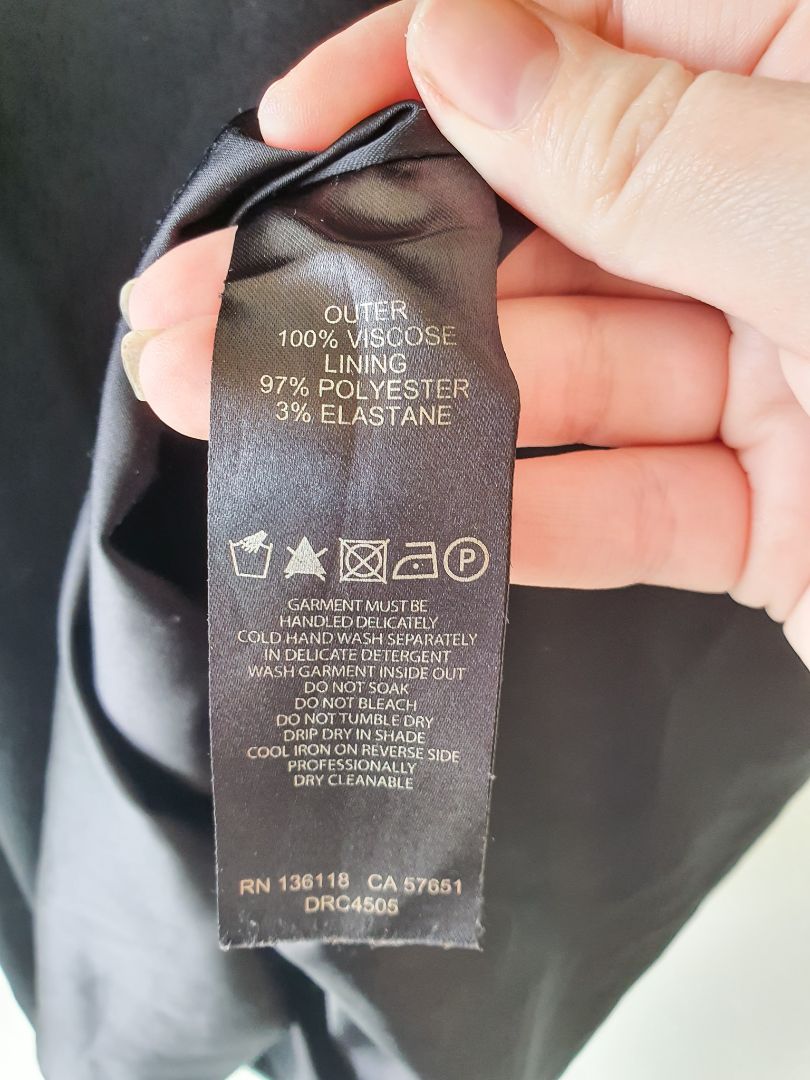 OUTER
100% VISCOSE
LINING
97% POLYESTER
3% ELASTANE
P
GARMENT MUST BE
HANDLED DELICATELY
COLD HAND WASH SEPARATELY
IN DELICATE DETERGENT
WASH GARMENT INSIDE OUT
DO NOT SOAK
DO NOT BLEACH
DO NOT TUMBLE DRY
DRIP DRY IN SHADE
COOL IRON ON REVERSE SIDE
PROFESSIONALLY
DRY CLEANABLE
RN 136118 CA 57651
DRC4505